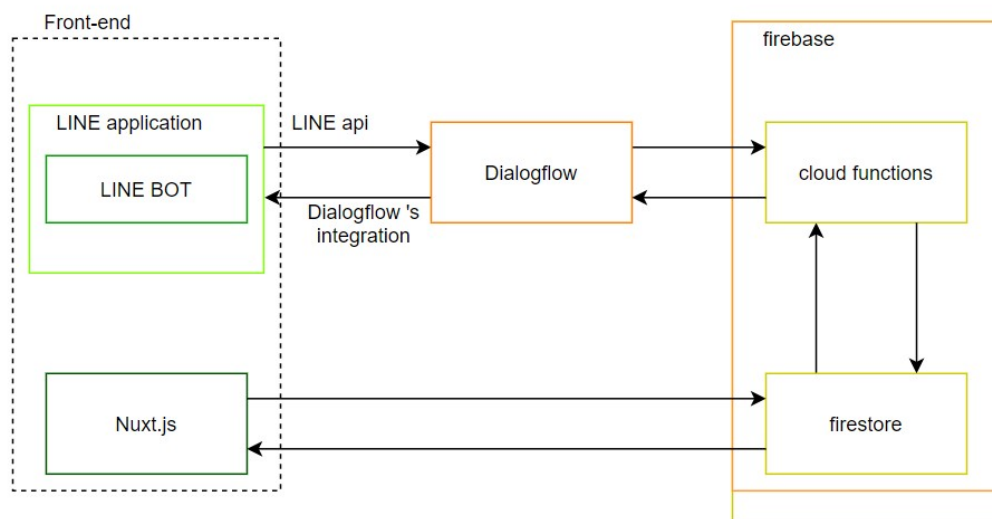 Front-end
firebase
LINE application
LINE api
LINE BOT
Dialogflow
cloud functions
Dialogflow 's
integration
Nuxt.js
firestore